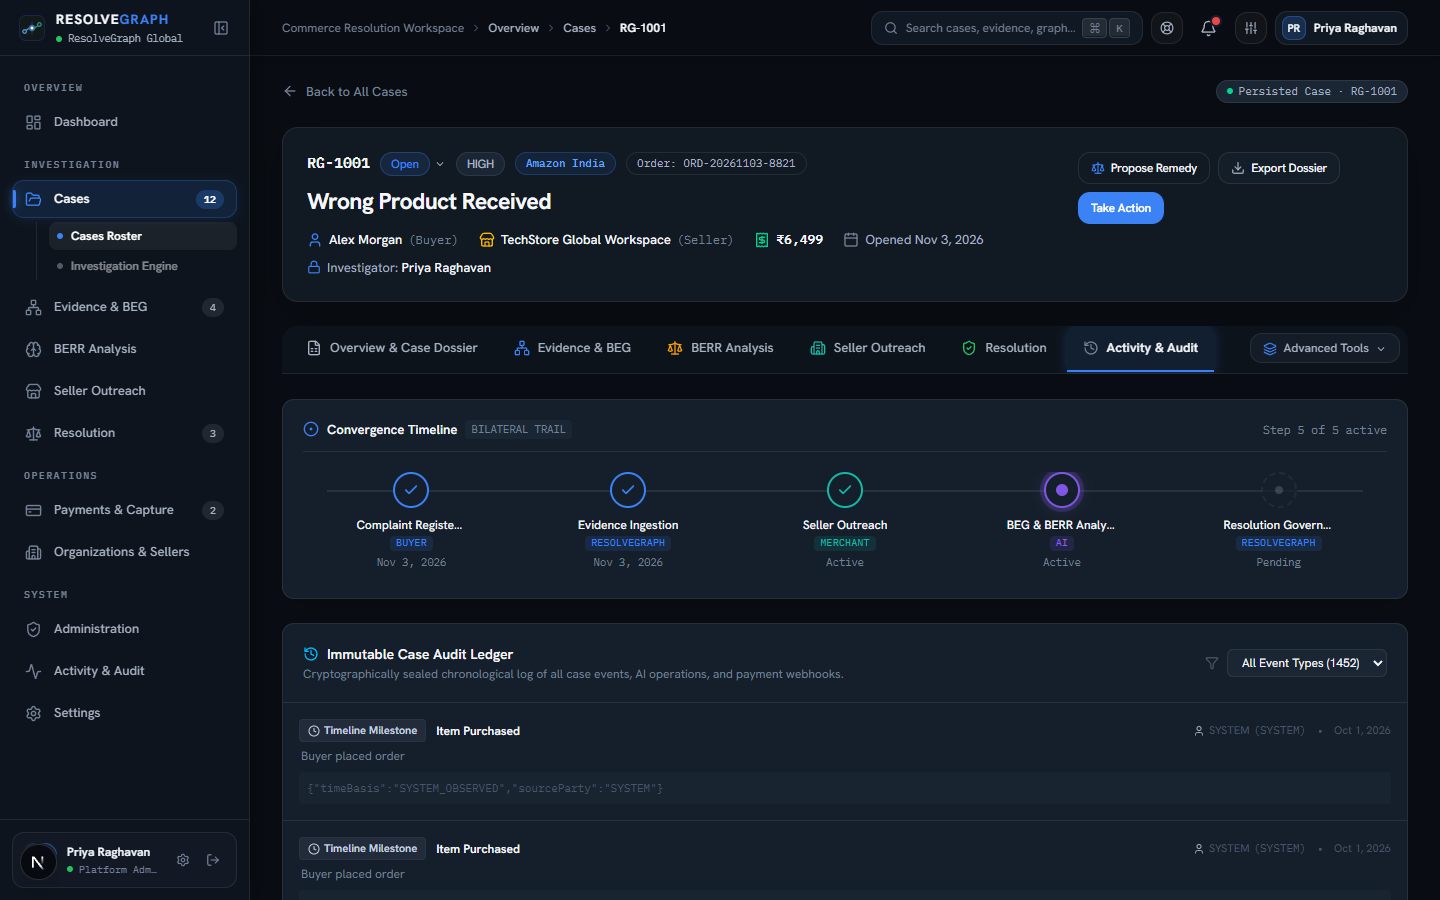 RESOLVEGRAPH
ResolveGraph Global
OVERVIEW
Dashboard
INVESTIGATION
Cases 12
Cases Roster
Investigation Engine
Evidence & BEG 4
BERR Analysis
Seller Outreach
Resolution 3
OPERATIONS
Payments & Capture 2
Organizations & Sellers
SYSTEM
Administration
Activity & Audit
Settings
N
Priya Raghavan
Platform Adm…
Commerce Resolution Workspace > Overview > Cases > RG-1001
Search cases, evidence, graph... ⌘ K
PR Priya Raghavan
Back to All Cases
Persisted Case · RG-1001
RG-1001 Open HIGH Amazon India Order: ORD-20261103-8821
Wrong Product Received
Alex Morgan (Buyer) TechStore Global Workspace (Seller) ₹6,499 Opened Nov 3, 2026
Investigator: Priya Raghavan
Propose Remedy Export Dossier
Take Action
Overview & Case Dossier Evidence & BEG BERR Analysis Seller Outreach Resolution Activity & Audit Advanced Tools
Convergence Timeline BILATERAL TRAIL Step 5 of 5 active
Complaint Registe… Evidence Ingestion Seller Outreach BEG & BERR Analy… Resolution Govern…
BUYER RESOLVEGRAPH MERCHANT AI RESOLVEGRAPH
Nov 3, 2026 Nov 3, 2026 Active Active Pending
Immutable Case Audit Ledger
Cryptographically sealed chronological log of all case events, AI operations, and payment webhooks.
All Event Types (1452)
Timeline Milestone Item Purchased SYSTEM (SYSTEM) • Oct 1, 2026
Buyer placed order
{"timeBasis":"SYSTEM_OBSERVED","sourceParty":"SYSTEM"}
Timeline Milestone Item Purchased SYSTEM (SYSTEM) • Oct 1, 2026
Buyer placed order